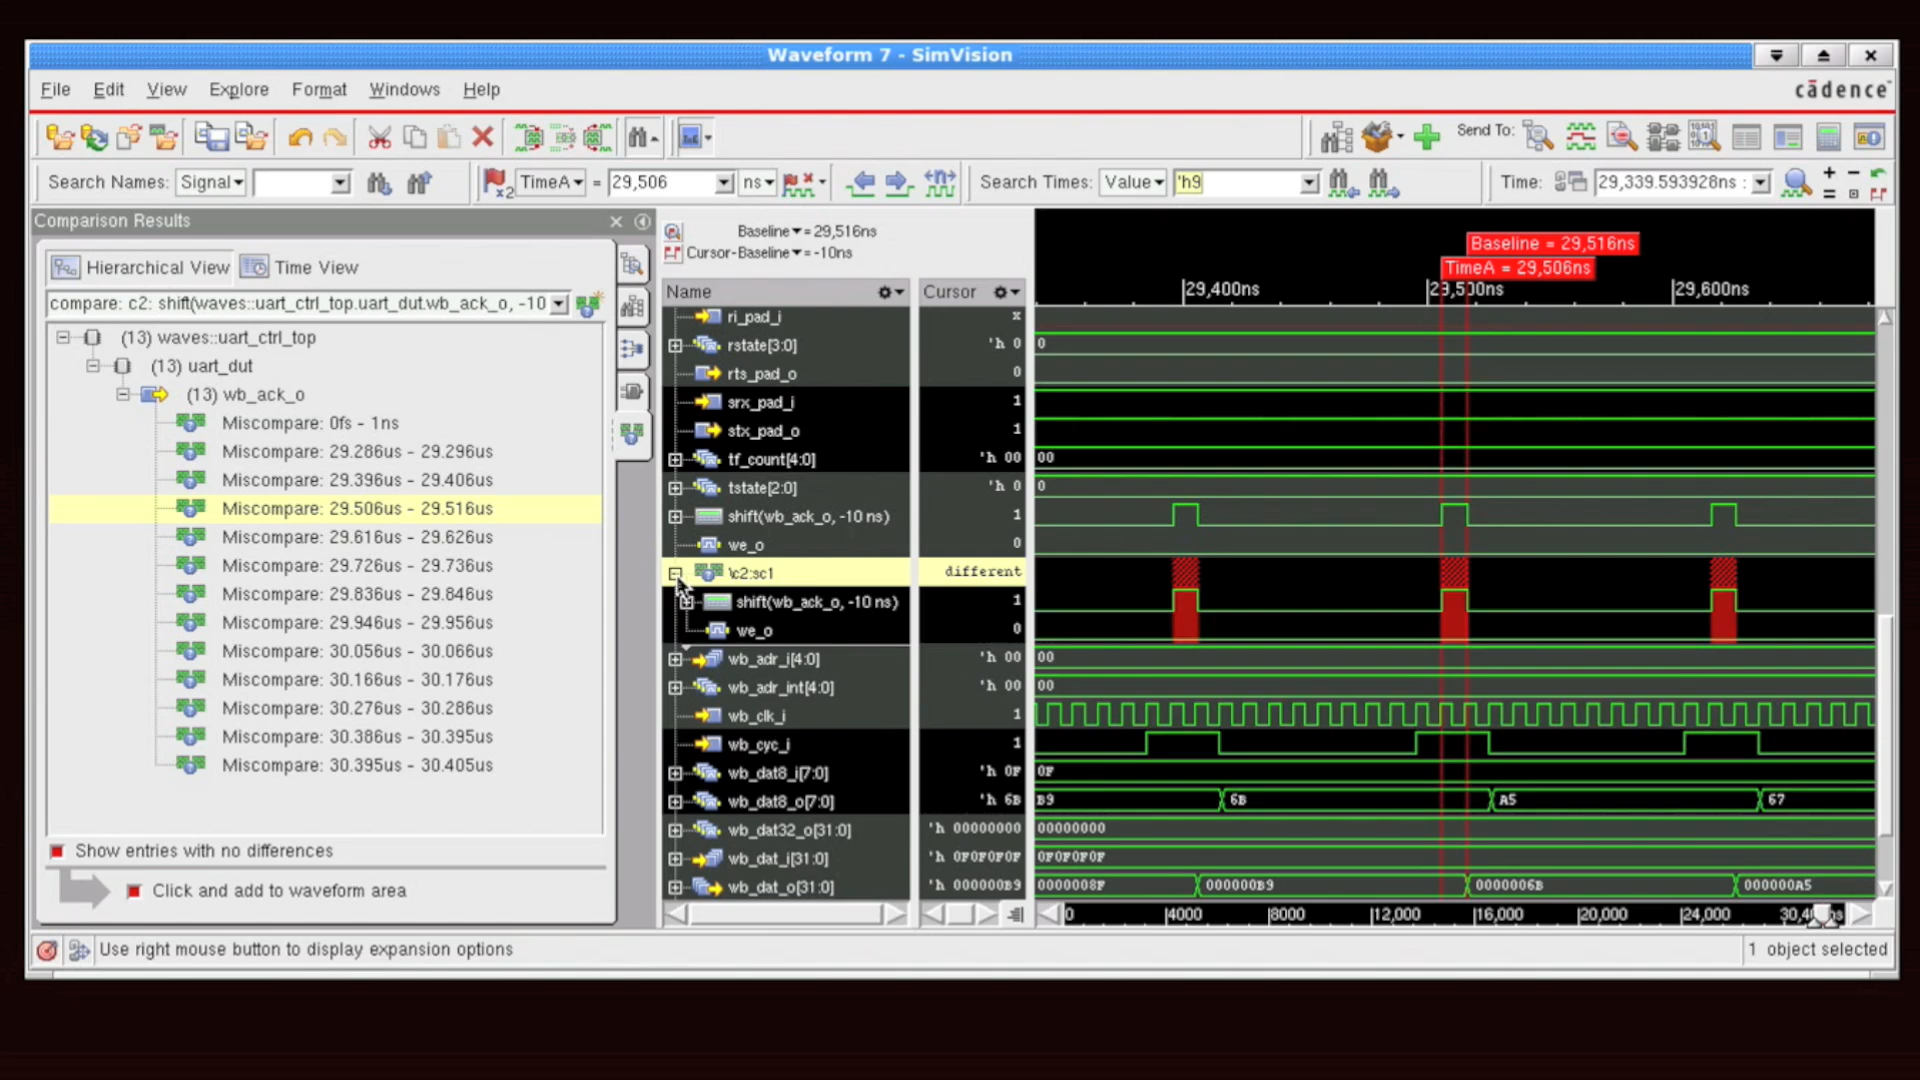 Waveform 7 - SimVision
File Edit View Explore Format Windows Help
cādence
Send To:
Search Names: Signal
x2 TimeA = 29,506 ns
Search Times: Value 'h9
Time: 29,339.593928ns :
Comparison Results
Hierarchical View Time View
compare: c2: shift(waves::uart_ctrl_top.uart_dut.wb_ack_o, -10
(13) waves::uart_ctrl_top
(13) uart_dut
(13) wb_ack_o
Miscompare: 0fs - 1ns
Miscompare: 29.286us - 29.296us
Miscompare: 29.396us - 29.406us
Miscompare: 29.506us - 29.516us
Miscompare: 29.616us - 29.626us
Miscompare: 29.726us - 29.736us
Miscompare: 29.836us - 29.846us
Miscompare: 29.946us - 29.956us
Miscompare: 30.056us - 30.066us
Miscompare: 30.166us - 30.176us
Miscompare: 30.276us - 30.286us
Miscompare: 30.386us - 30.395us
Miscompare: 30.395us - 30.405us
Show entries with no differences
Click and add to waveform area
Baseline = 29,516ns
Cursor-Baseline = -10ns
Name Cursor
Baseline = 29,516ns
TimeA = 29,506ns
29,400ns 29,500ns 29,600ns
ri_pad_i x
rstate[3:0] 'h 0 0
rts_pad_o 0
srx_pad_i 1
stx_pad_o 1
tf_count[4:0] 'h 00 00
tstate[2:0] 'h 0 0
shift(wb_ack_o, -10 ns) 1
we_o 0
\c2:sc1 different
shift(wb_ack_o, -10 ns) 1
we_o 0
wb_adr_i[4:0] 'h 00 00
wb_adr_int[4:0] 'h 00 00
wb_clk_i 1
wb_cyc_i 1
wb_dat8_i[7:0] 'h 0F 0F
wb_dat8_o[7:0] 'h 6B B9 6B A5 67
wb_dat32_o[31:0] 'h 00000000 00000000
wb_dat_i[31:0] 'h 0F0F0F0F 0F0F0F0F
wb_dat_o[31:0] 'h 000000B9 0000008F 000000B9 0000006B 000000A5
0 4000 8000 12,000 16,000 20,000 24,000
Use right mouse button to display expansion options
1 object selected